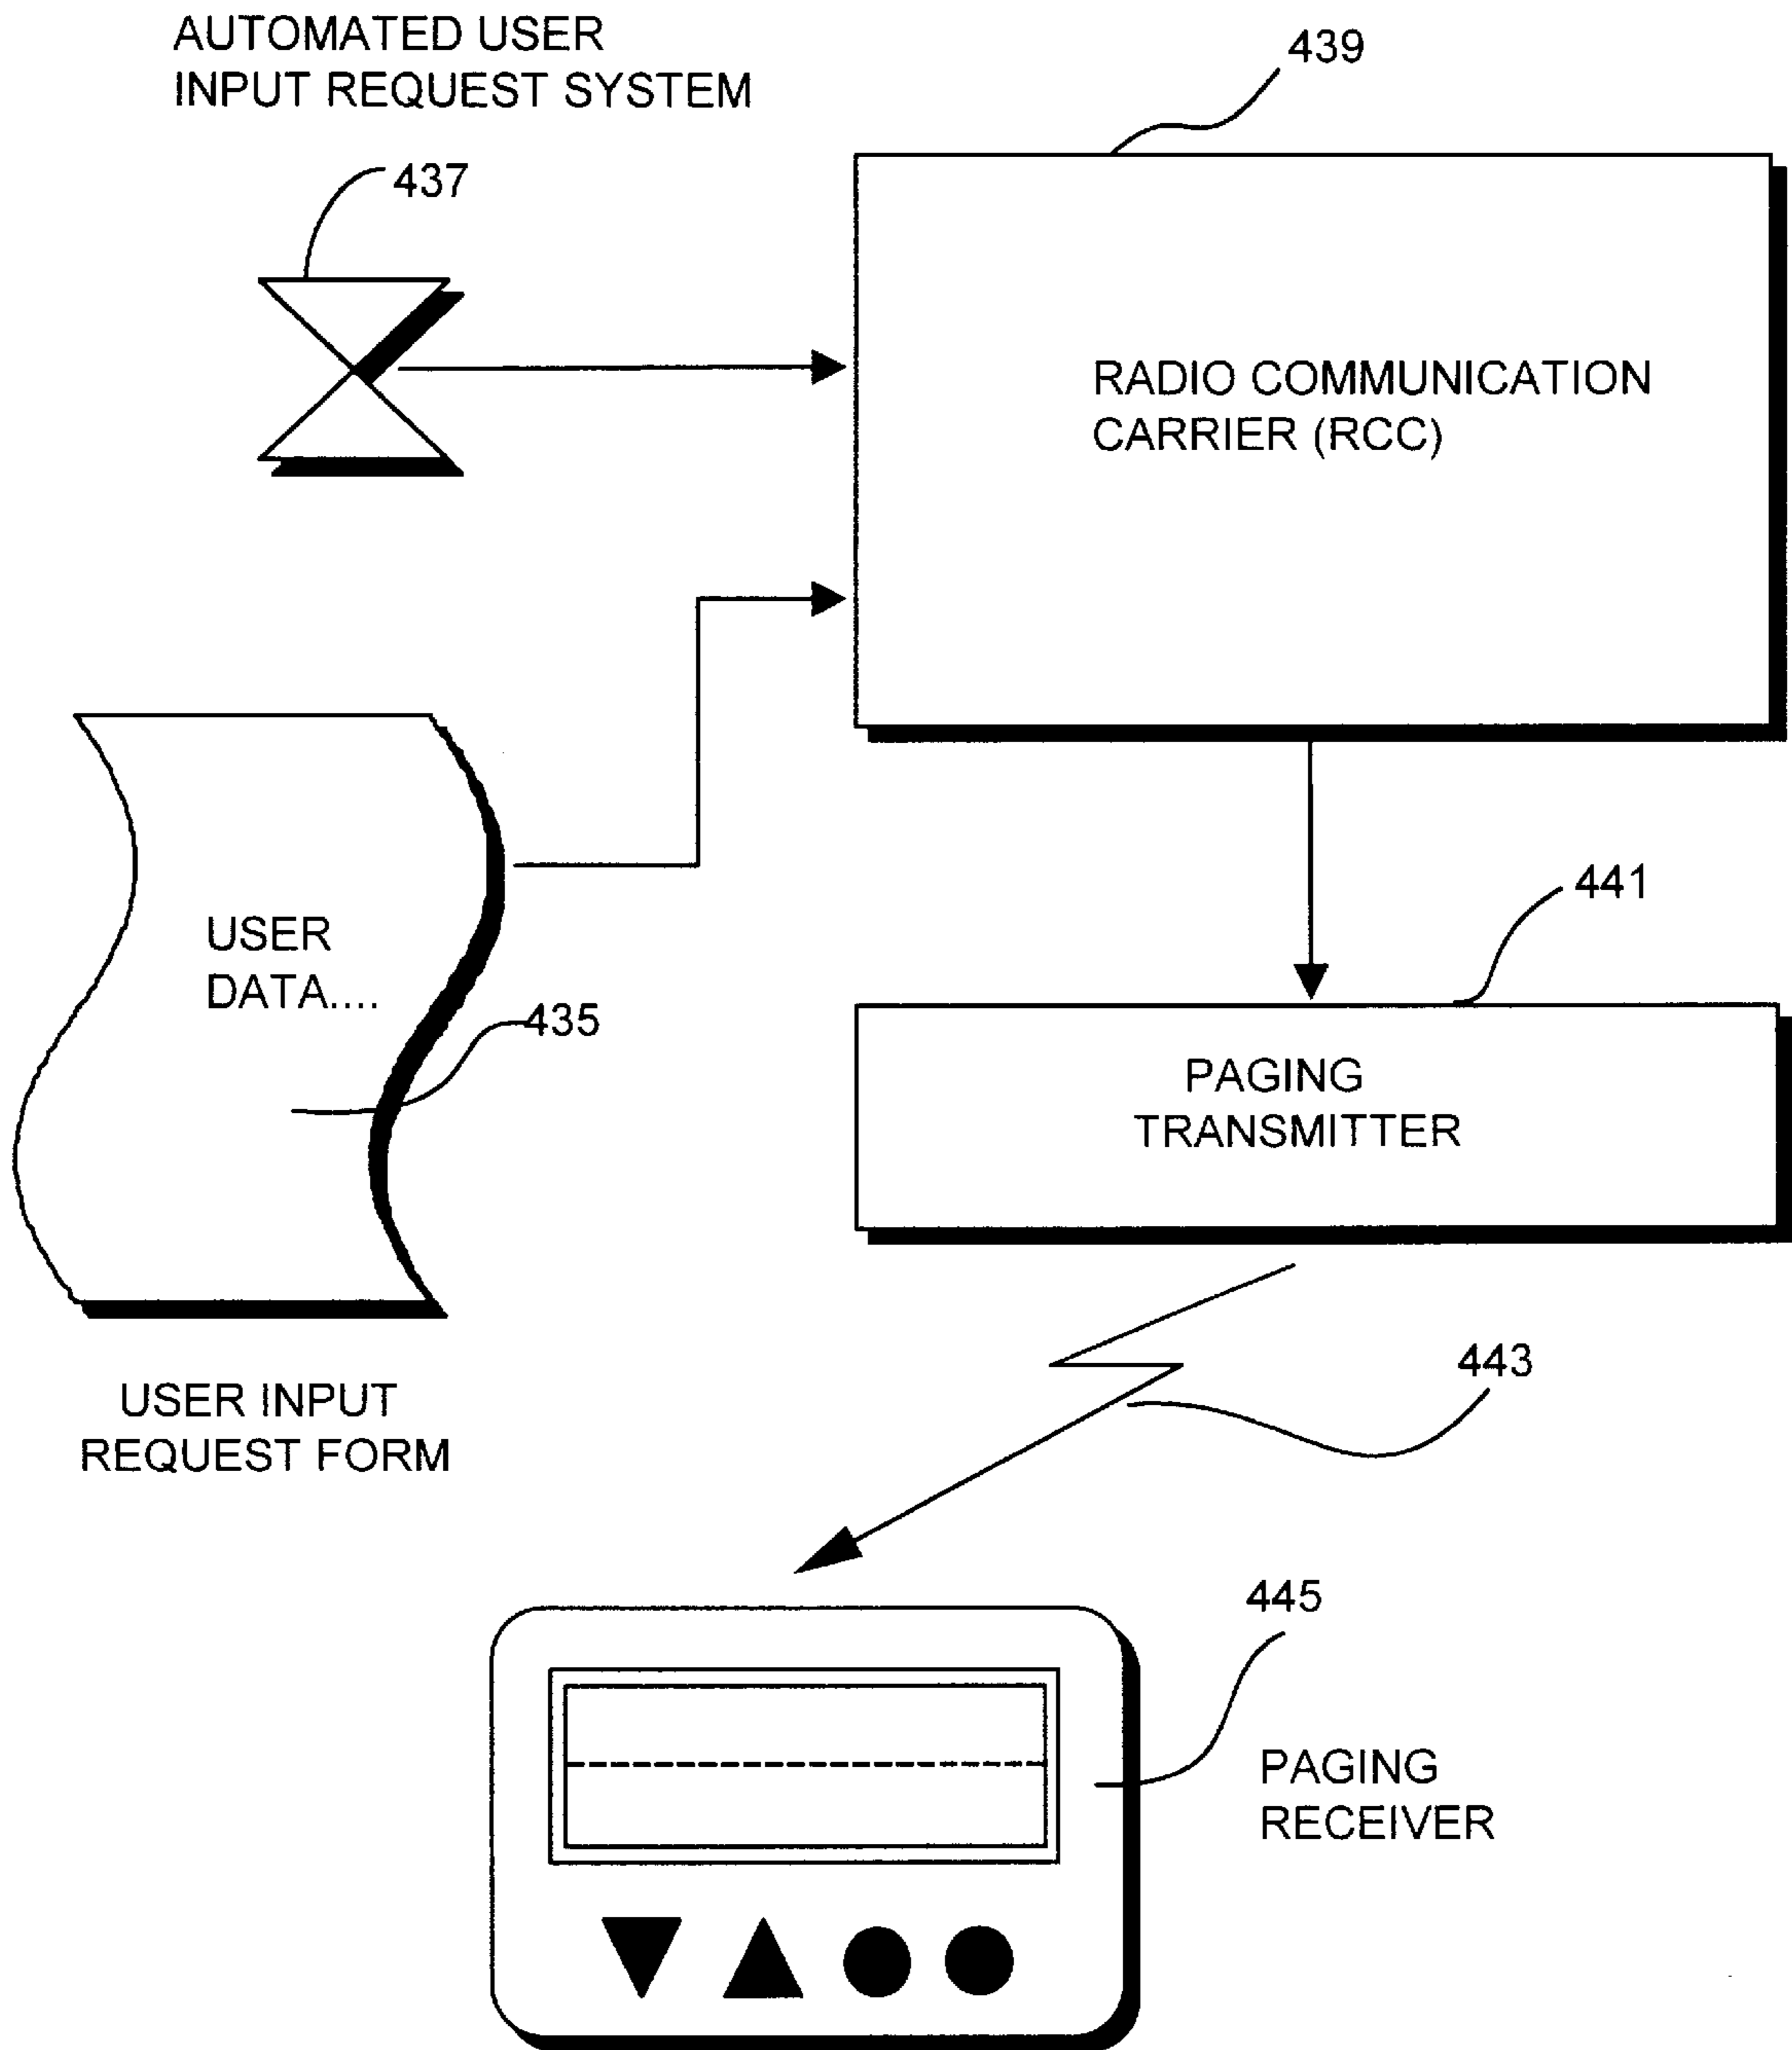 AUTOMATED USER
INPUT REQUEST SYSTEM
439
437
RADIO COMMUNICATION
CARRIER (RCC)
441
USER
DATA....
435
PAGING
TRANSMITTER
443
USER INPUT
REQUEST FORM
445
PAGING
RECEIVER